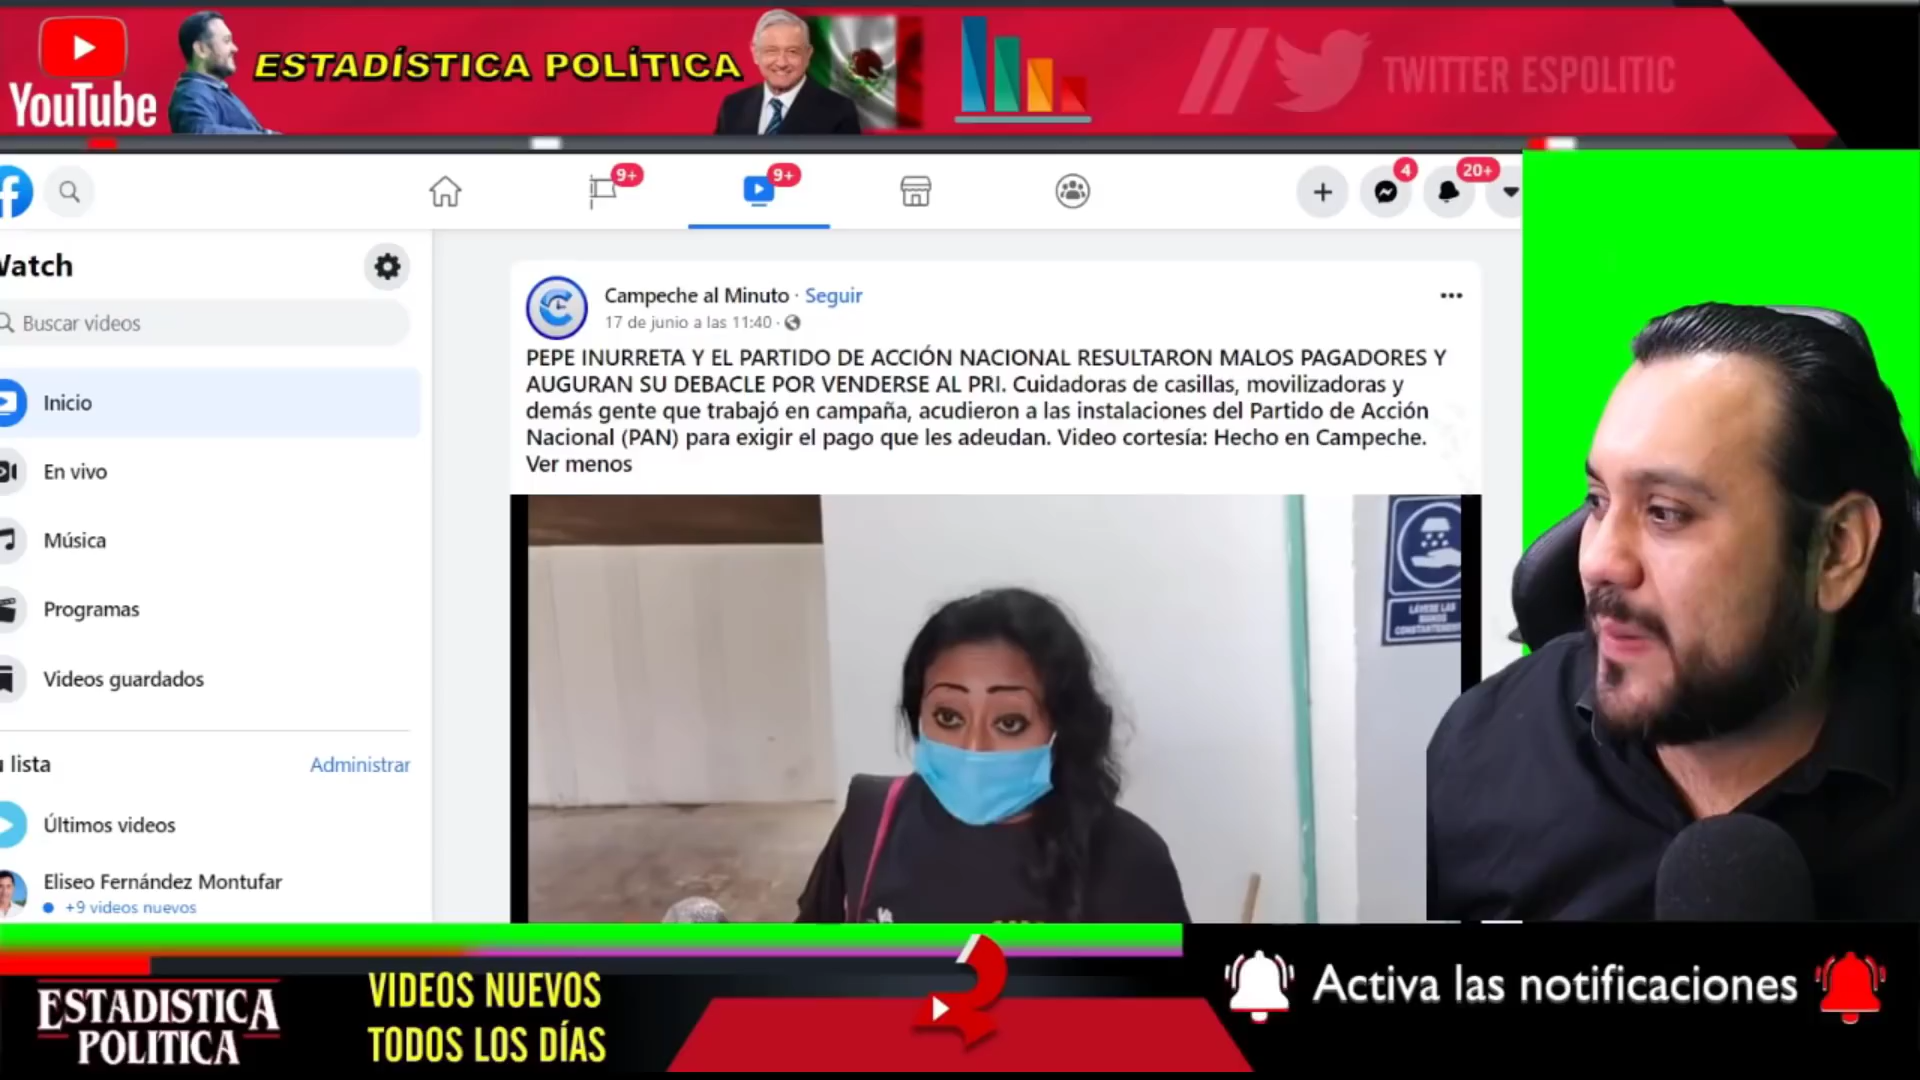 YouTube
ESTADÍSTICA POLÍTICA
TWITTER ESPOLITIC
9+
9+
4
20+
Watch
Buscar videos
Inicio
En vivo
Música
Programas
Videos guardados
lista
Administrar
Últimos videos
Eliseo Fernández Montufar
+9 videos nuevos
Campeche al Minuto · Seguir
17 de junio a las 11:40 ·
PEPE INURRETA Y EL PARTIDO DE ACCIÓN NACIONAL RESULTARON MALOS PAGADORES Y
AUGURAN SU DEBACLE POR VENDERSE AL PRI. Cuidadoras de casillas, movilizadoras y
demás gente que trabajó en campaña, acudieron a las instalaciones del Partido de Acción
Nacional (PAN) para exigir el pago que les adeudan. Video cortesía: Hecho en Campeche.
Ver menos
LÁVESE LAS
MANOS
CONSTANTEMENTE
ESTADISTICA
POLITICA
VIDEOS NUEVOS
TODOS LOS DÍAS
Activa las notificaciones